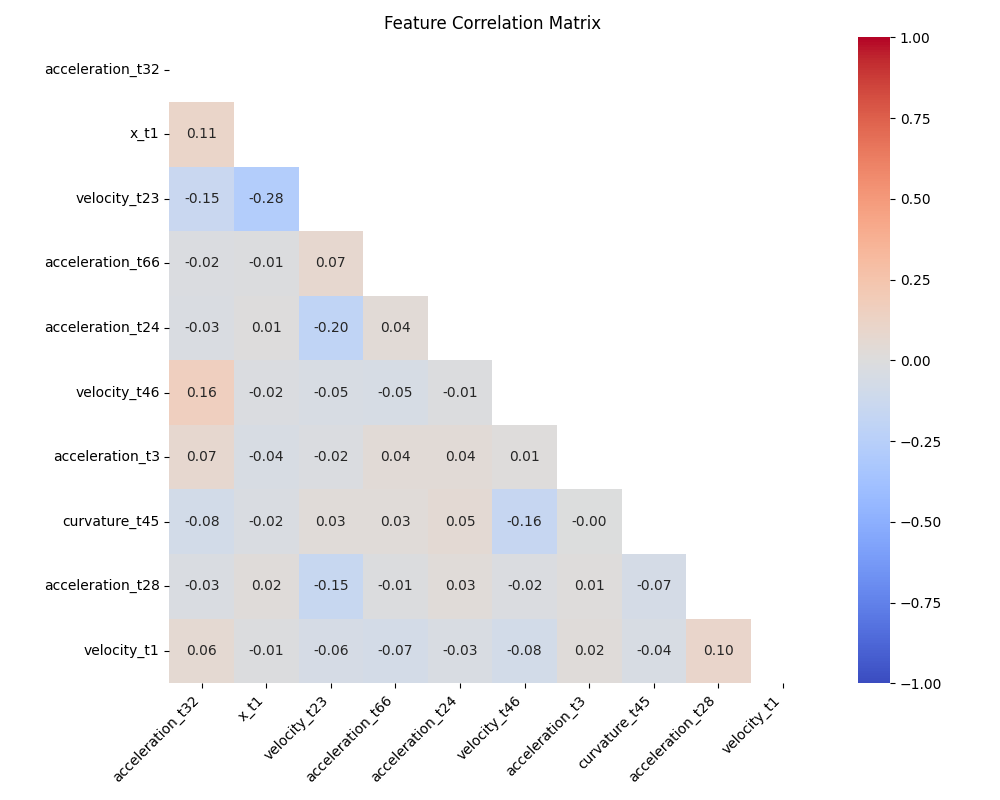 Feature Correlation Matrix
acceleration_t32
x_t1 0.11
velocity_t23 -0.15 -0.28
acceleration_t66 -0.02 -0.01 0.07
acceleration_t24 -0.03 0.01 -0.20 0.04
velocity_t46 0.16 -0.02 -0.05 -0.05 -0.01
acceleration_t3 0.07 -0.04 -0.02 0.04 0.04 0.01
curvature_t45 -0.08 -0.02 0.03 0.03 0.05 -0.16 -0.00
acceleration_t28 -0.03 0.02 -0.15 -0.01 0.03 -0.02 0.01 -0.07
velocity_t1 0.06 -0.01 -0.06 -0.07 -0.03 -0.08 0.02 -0.04 0.10
acceleration_t32
x_t1
velocity_t23
acceleration_t66
acceleration_t24
velocity_t46
acceleration_t3
curvature_t45
acceleration_t28
velocity_t1
1.00
0.75
0.50
0.25
0.00
−0.25
−0.50
−0.75
−1.00